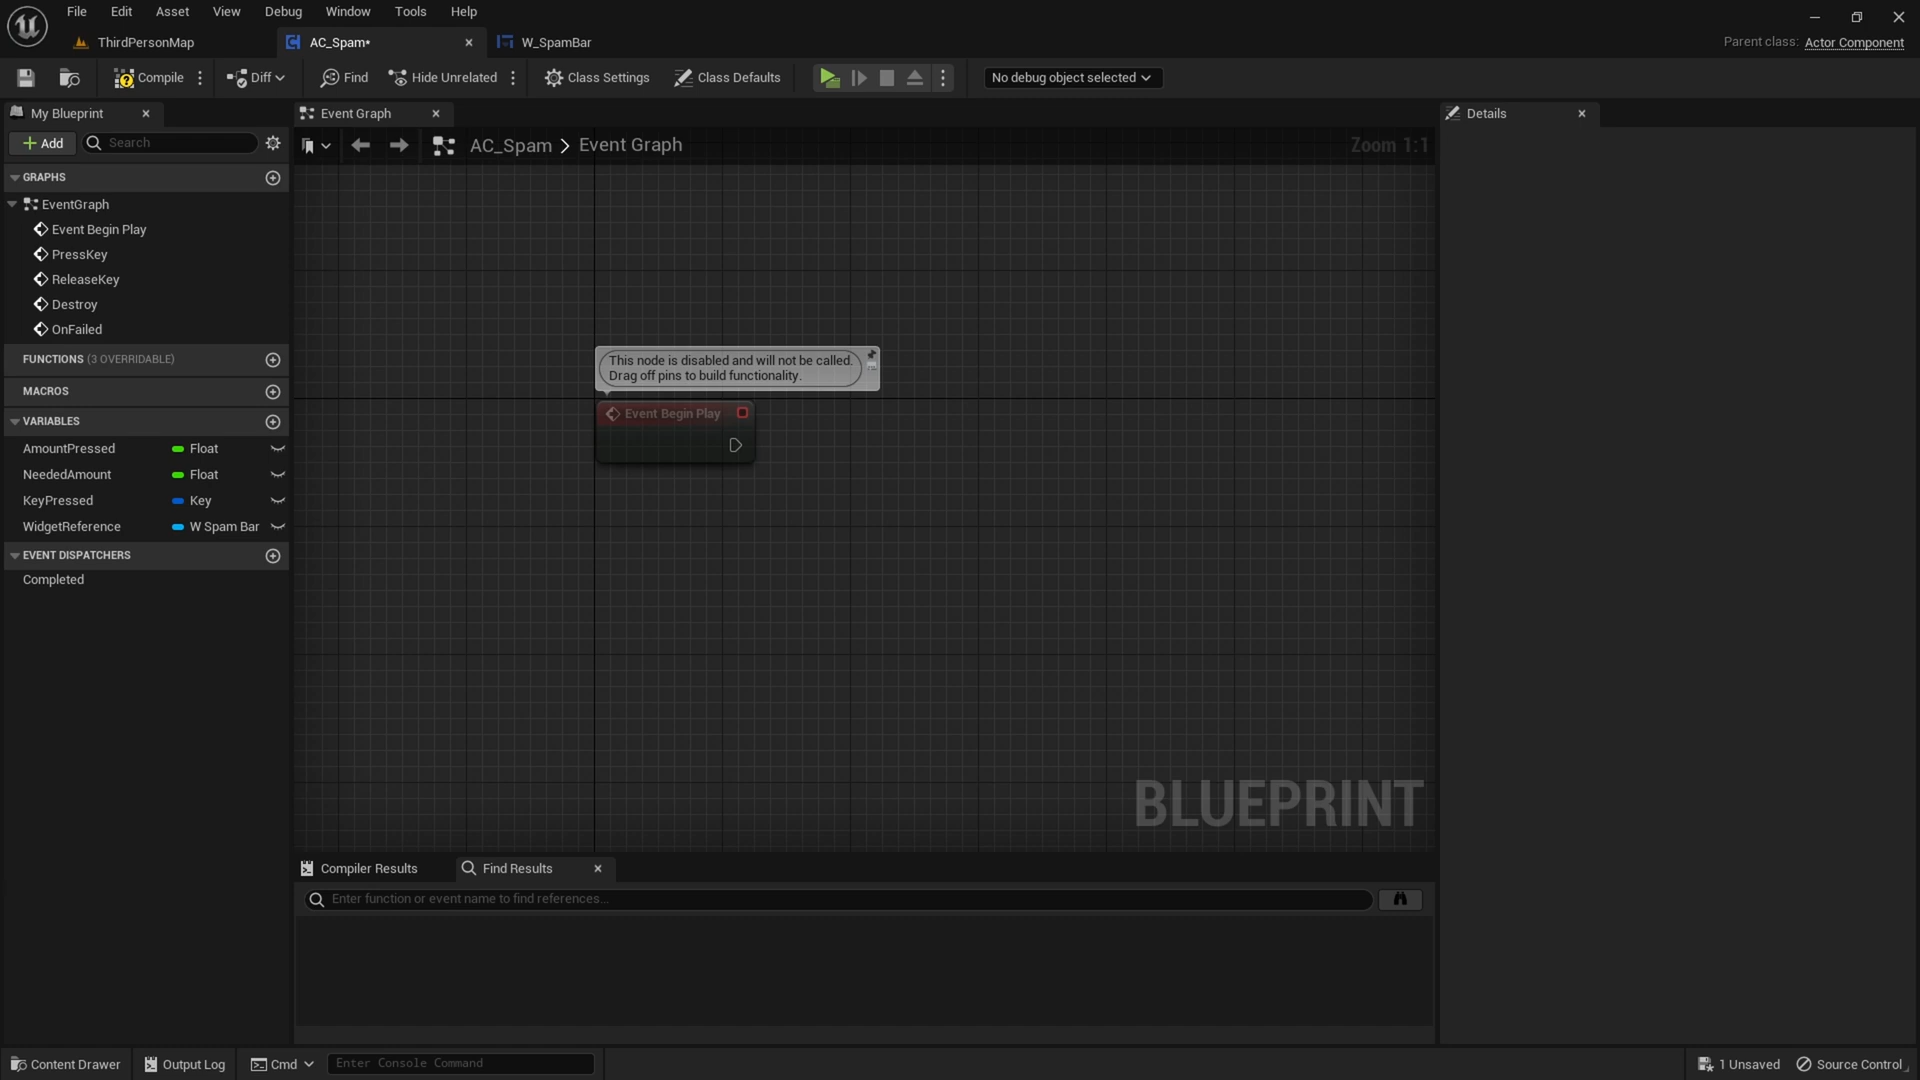 File Edit Asset View Debug Window Tools Help
ThirdPersonMap
AC_Spam*
W_SpamBar
Parent class: Actor Component
Compile
Diff
Find
Hide Unrelated
Class Settings
Class Defaults
No debug object selected
My Blueprint
Add
Search
GRAPHS
EventGraph
Event Begin Play
PressKey
ReleaseKey
Destroy
OnFailed
FUNCTIONS (3 OVERRIDABLE)
MACROS
VARIABLES
AmountPressed Float
NeededAmount Float
KeyPressed Key
WidgetReference W Spam Bar
EVENT DISPATCHERS
Completed
Event Graph
AC_Spam > Event Graph
Zoom 1:1
This node is disabled and will not be called.
Drag off pins to build functionality.
Event Begin Play
BLUEPRINT
Compiler Results
Find Results
Enter function or event name to find references...
Details
Content Drawer
Output Log
Cmd
Enter Console Command
1 Unsaved
Source Control